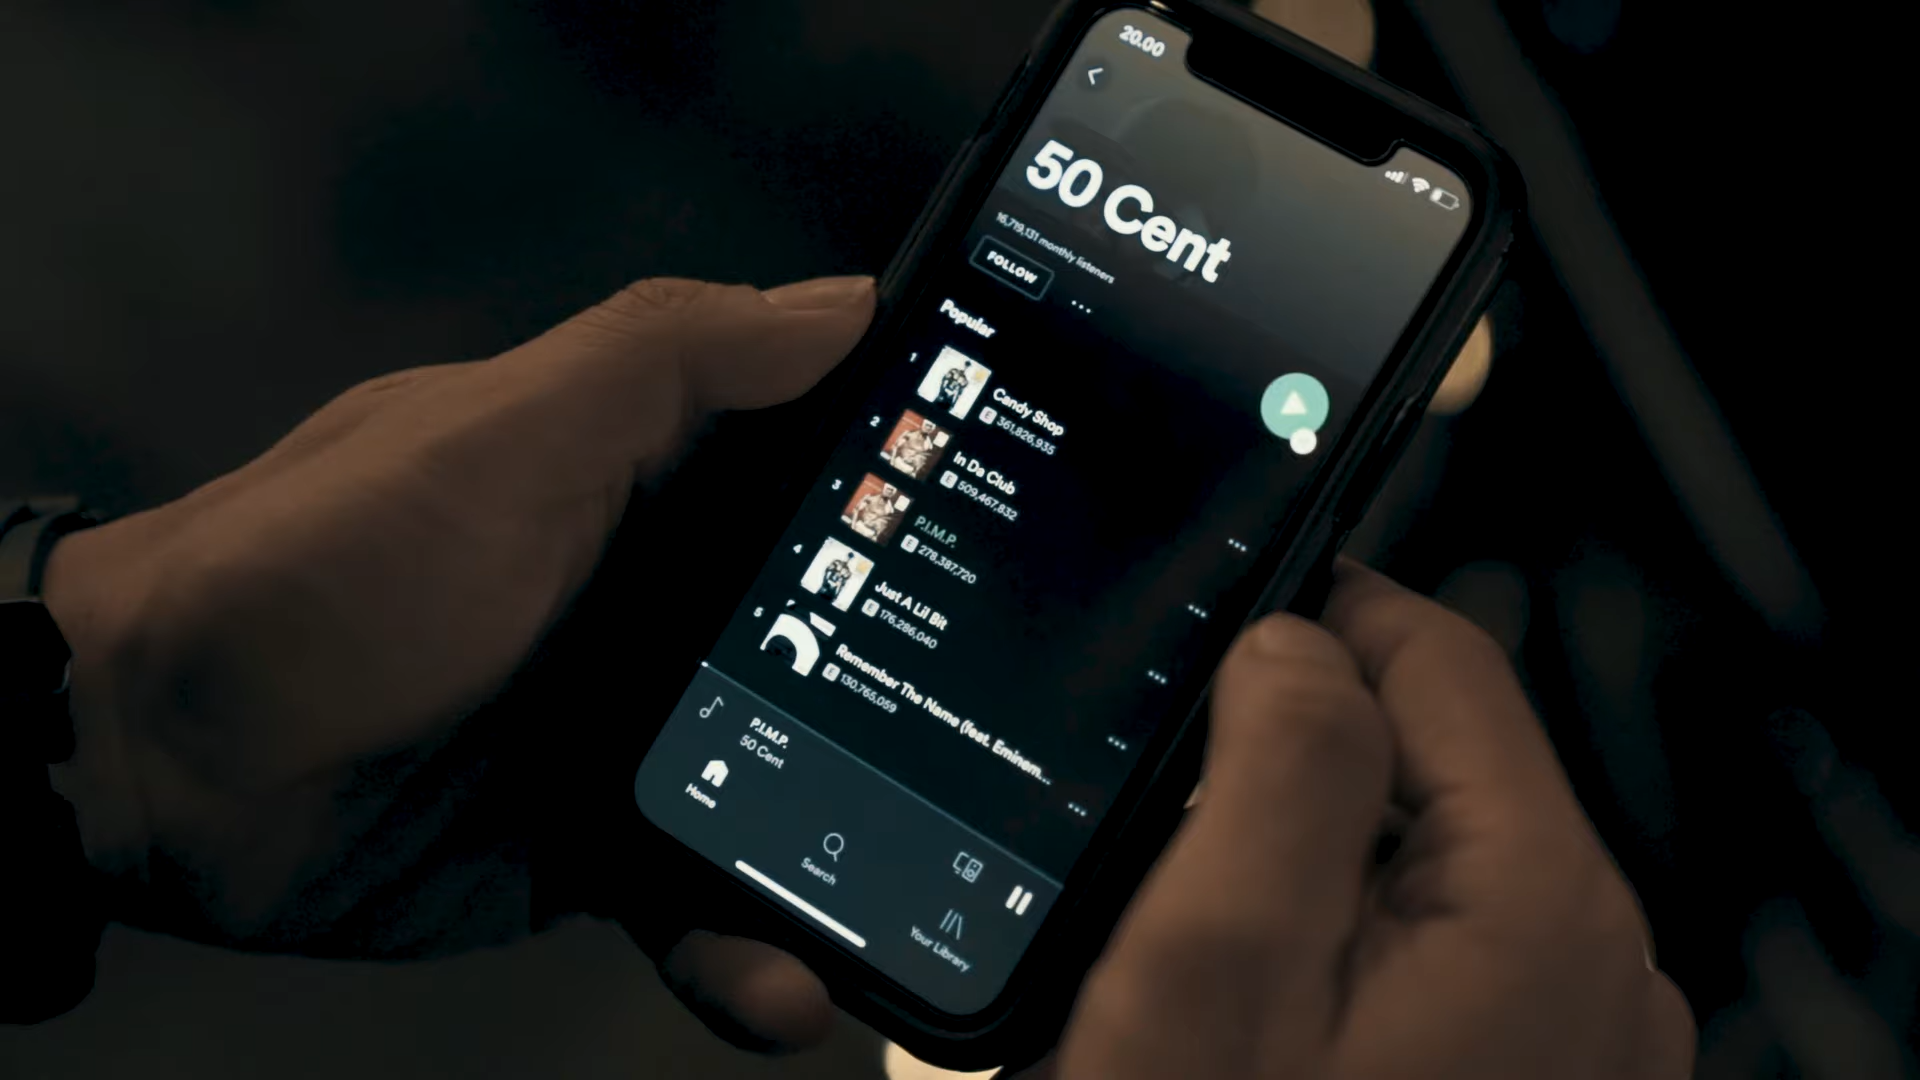 20.00
50 Cent
16,719,131 monthly listeners
FOLLOW
Popular
1
Candy Shop
E 361,826,935
2
In Da Club
E 509,467,832
3
P.I.M.P.
E 278,387,720
4
Just A Lil Bit
E 176,286,040
5
Remember The Name (feat. Eminem...
E 130,765,059
P.I.M.P.
50 Cent
Home
Search
Your Library